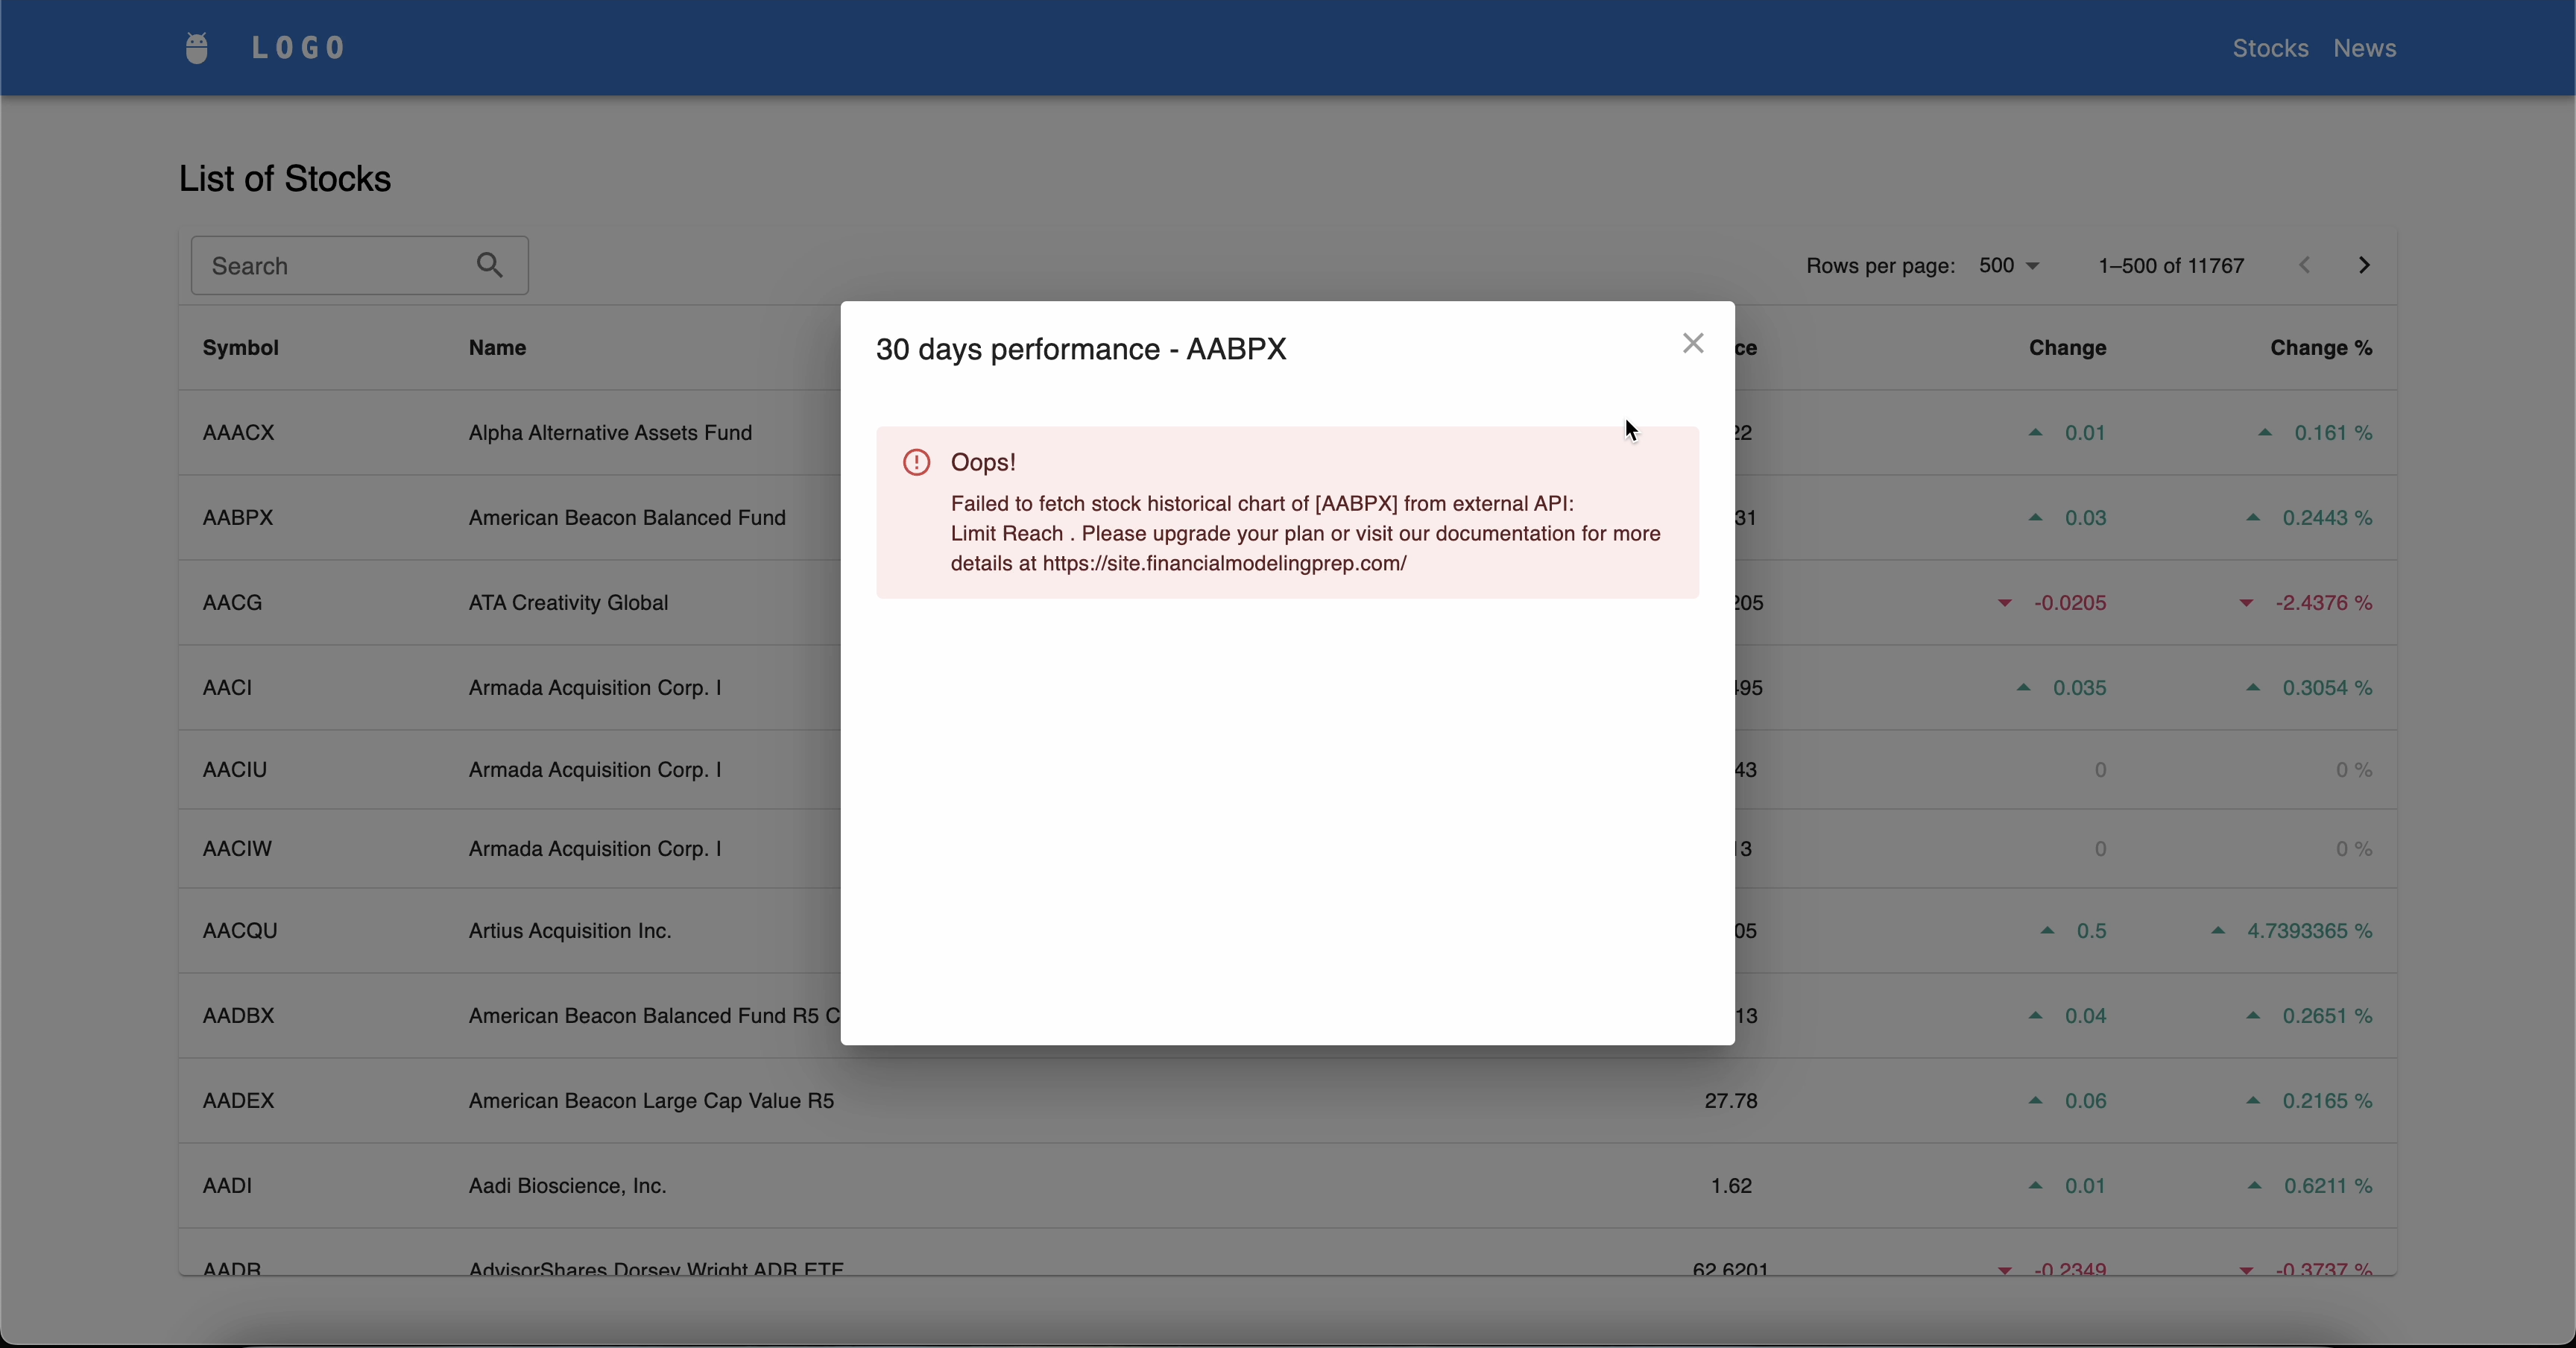 LOGO
Stocks News
List of Stocks
Search
Rows per page: 500 1–500 of 11767
Symbol Name ce Change Change %
30 days performance - AABPX
Oops!
Failed to fetch stock historical chart of [AABPX] from external API:
Limit Reach . Please upgrade your plan or visit our documentation for more
details at https://site.financialmodelingprep.com/
AAACX Alpha Alternative Assets Fund 22 0.01 0.161 %
AABPX American Beacon Balanced Fund 31 0.03 0.2443 %
AACG ATA Creativity Global 205 -0.0205 -2.4376 %
AACI Armada Acquisition Corp. I 495 0.035 0.3054 %
AACIU Armada Acquisition Corp. I 43 0 0 %
AACIW Armada Acquisition Corp. I 13 0 0 %
AACQU Artius Acquisition Inc. 05 0.5 4.7393365 %
AADBX American Beacon Balanced Fund R5 C 13 0.04 0.2651 %
AADEX American Beacon Large Cap Value R5 27.78 0.06 0.2165 %
AADI Aadi Bioscience, Inc. 1.62 0.01 0.6211 %
AADR AdvisorShares Dorsey Wright ADR ETF 62.6201 -0.2349 -0.3737 %